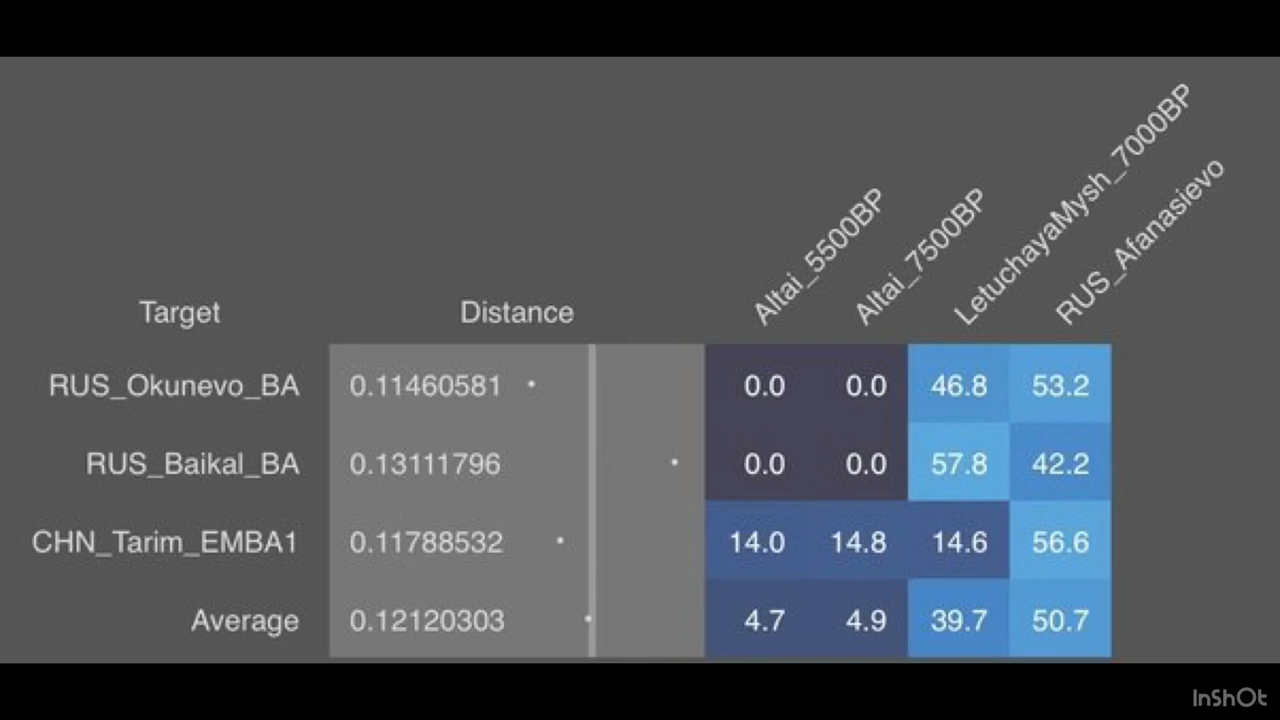 Altai_5500BP
Altai_7500BP
LetuchayaMysh_7000BP
RUS_Afanasievo
Target Distance
RUS_Okunevo_BA 0.11460581 0.0 0.0 46.8 53.2
RUS_Baikal_BA 0.13111796 0.0 0.0 57.8 42.2
CHN_Tarim_EMBA1 0.11788532 14.0 14.8 14.6 56.6
Average 0.12120303 4.7 4.9 39.7 50.7
InShOt